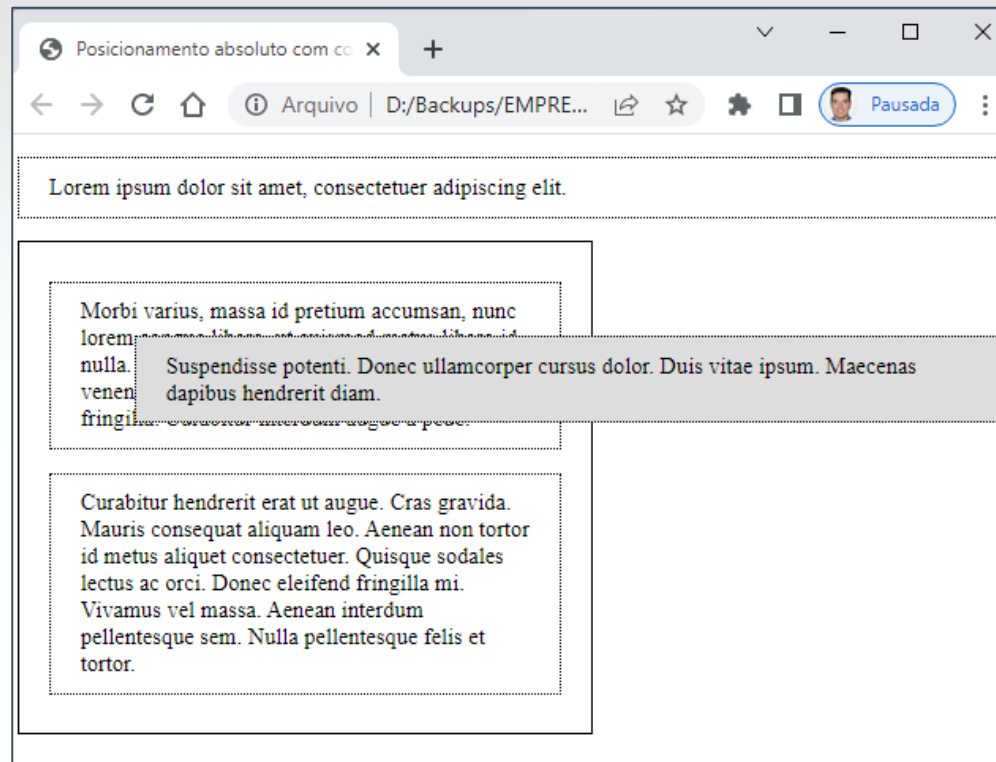 Posicionamento absoluto com co
Arquivo D:/Backups/EMPRE...
Pausada
Lorem ipsum dolor sit amet, consectetuer adipiscing elit.
Morbi varius, massa id pretium accumsan, nunc
lorem
nulla.
Suspendisse potenti. Donec ullamcorper cursus dolor. Duis vitae ipsum. Maecenas
dapibus hendrerit diam.
Curabitur hendrerit erat ut augue. Cras gravida.
Mauris consequat aliquam leo. Aenean non tortor
id metus aliquet consectetuer. Quisque sodales
lectus ac orci. Donec eleifend fringilla mi.
Vivamus vel massa. Aenean interdum
pellentesque sem. Nulla pellentesque felis et
tortor.